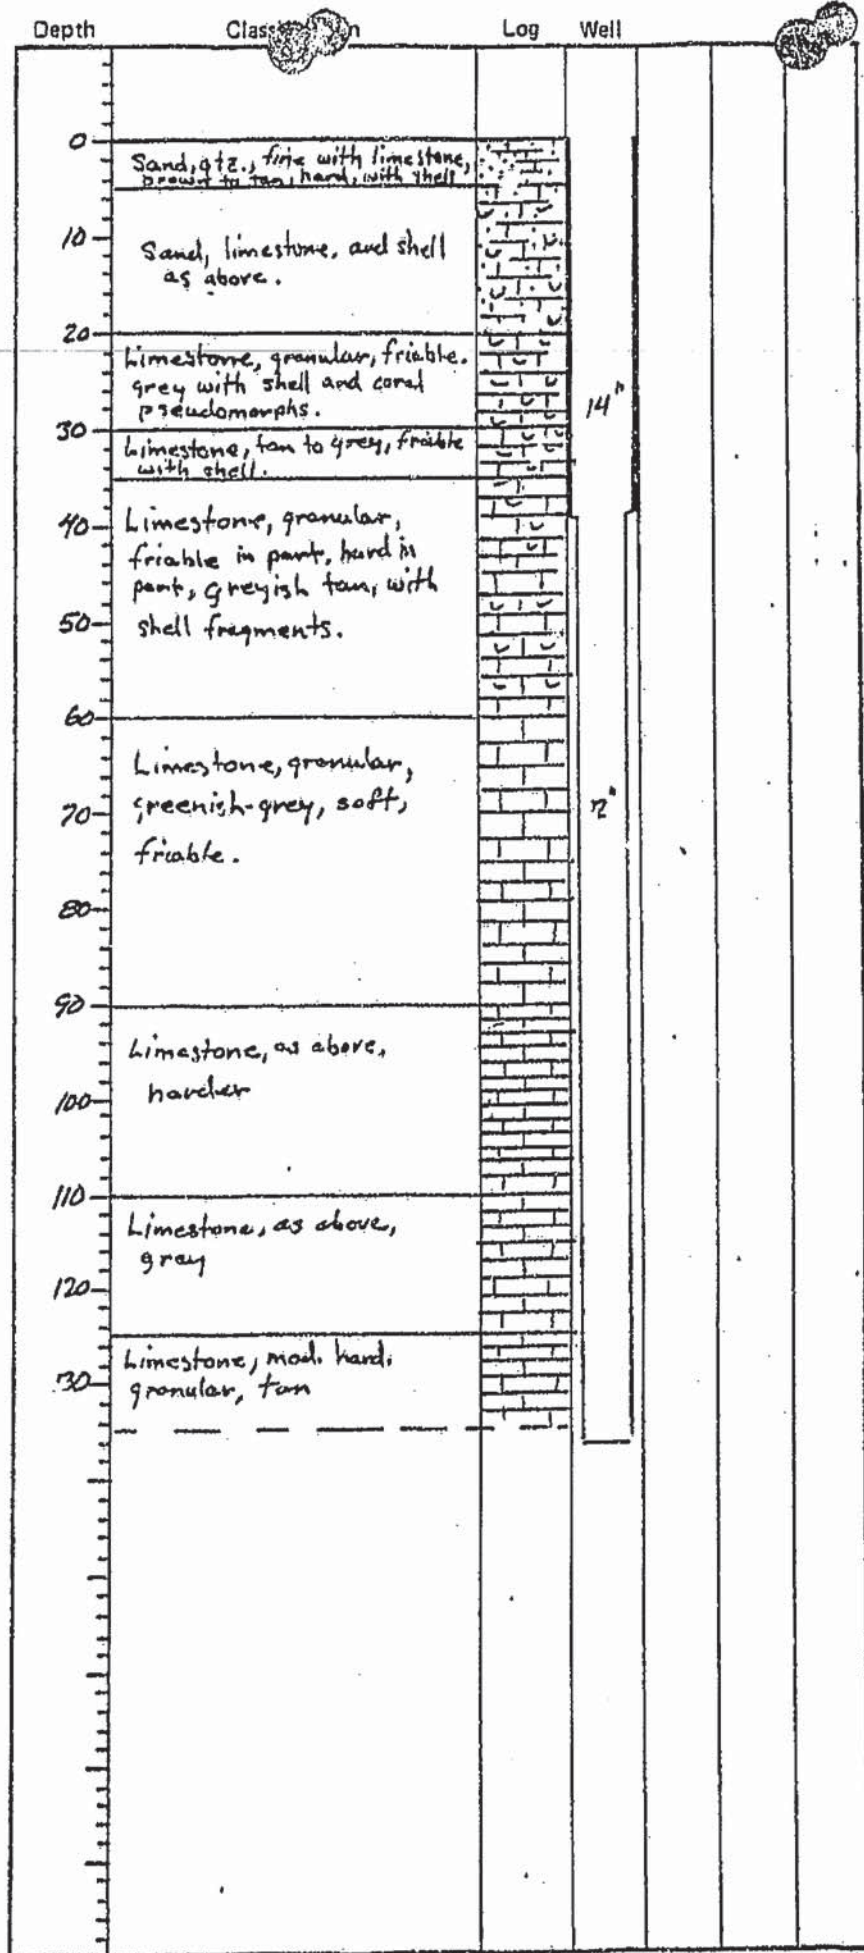 Depth Log Well
0
Sand, qtz., fine with limestone,
brown to tan, hard, with shell
10
Sand, limestone, and shell
as above.
20
Limestone, granular, friable.
grey with shell and coral
pseudomorphs.
14"
30
Limestone, tan to grey, friable
with shell.
40
Limestone, granular,
friable in part, hard in
part, greyish tan, with
shell fragments.
50
60
Limestone, granular,
greenish-grey, soft,
friable.
70
80
90
Limestone, as above,
harder
100
110
Limestone, as above,
gray
120
Limestone, mod. hard.
granular, tan